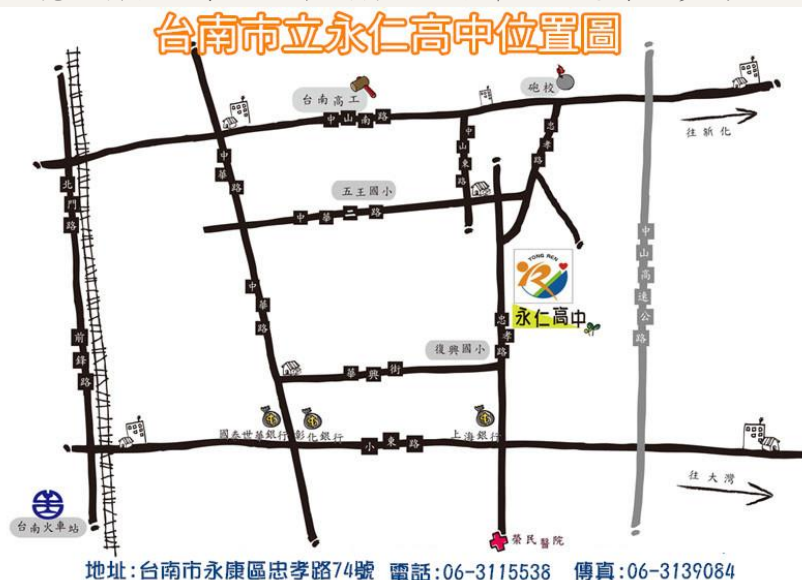 台南市立永仁高中位置圖
台南高工
砲校
中山南路
往新化
中華路
中山東路
忠孝路
北門路
五王國小
中華二路
中山高速公路
YONG REN
永仁高中
中華路
忠孝路
前鋒路
復興國小
華興街
國泰世華銀行
彰化銀行
上海銀行
小東路
往大灣
台南火車站
榮民醫院
地址:台南市永康區忠孝路74號 電話:06-3115538 傳真:06-3139084